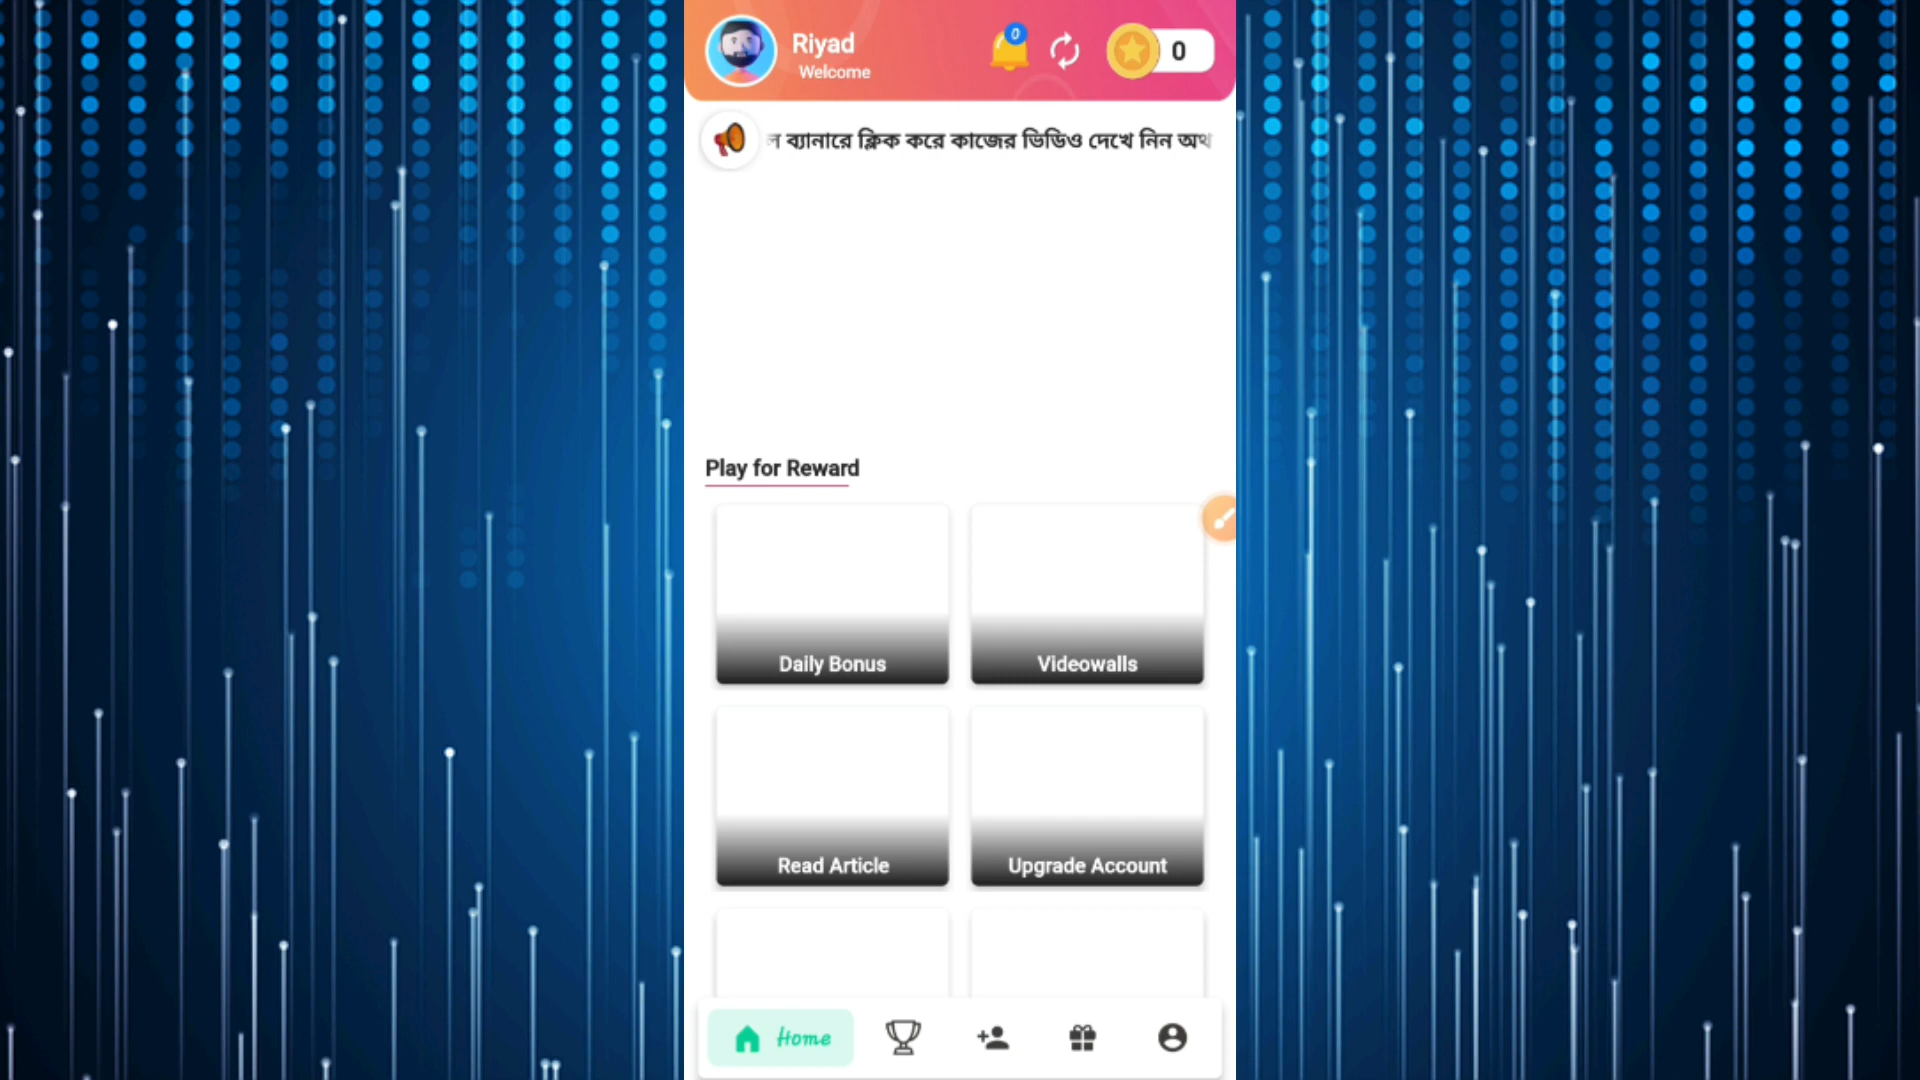 Riyad
0
0
Welcome
ব্যানারে ক্লিক করে কাজের ভিডিও দেখে নিন
Play for Reward
Daily Bonus
Videowalls
Read Article
Upgrade Account
Home